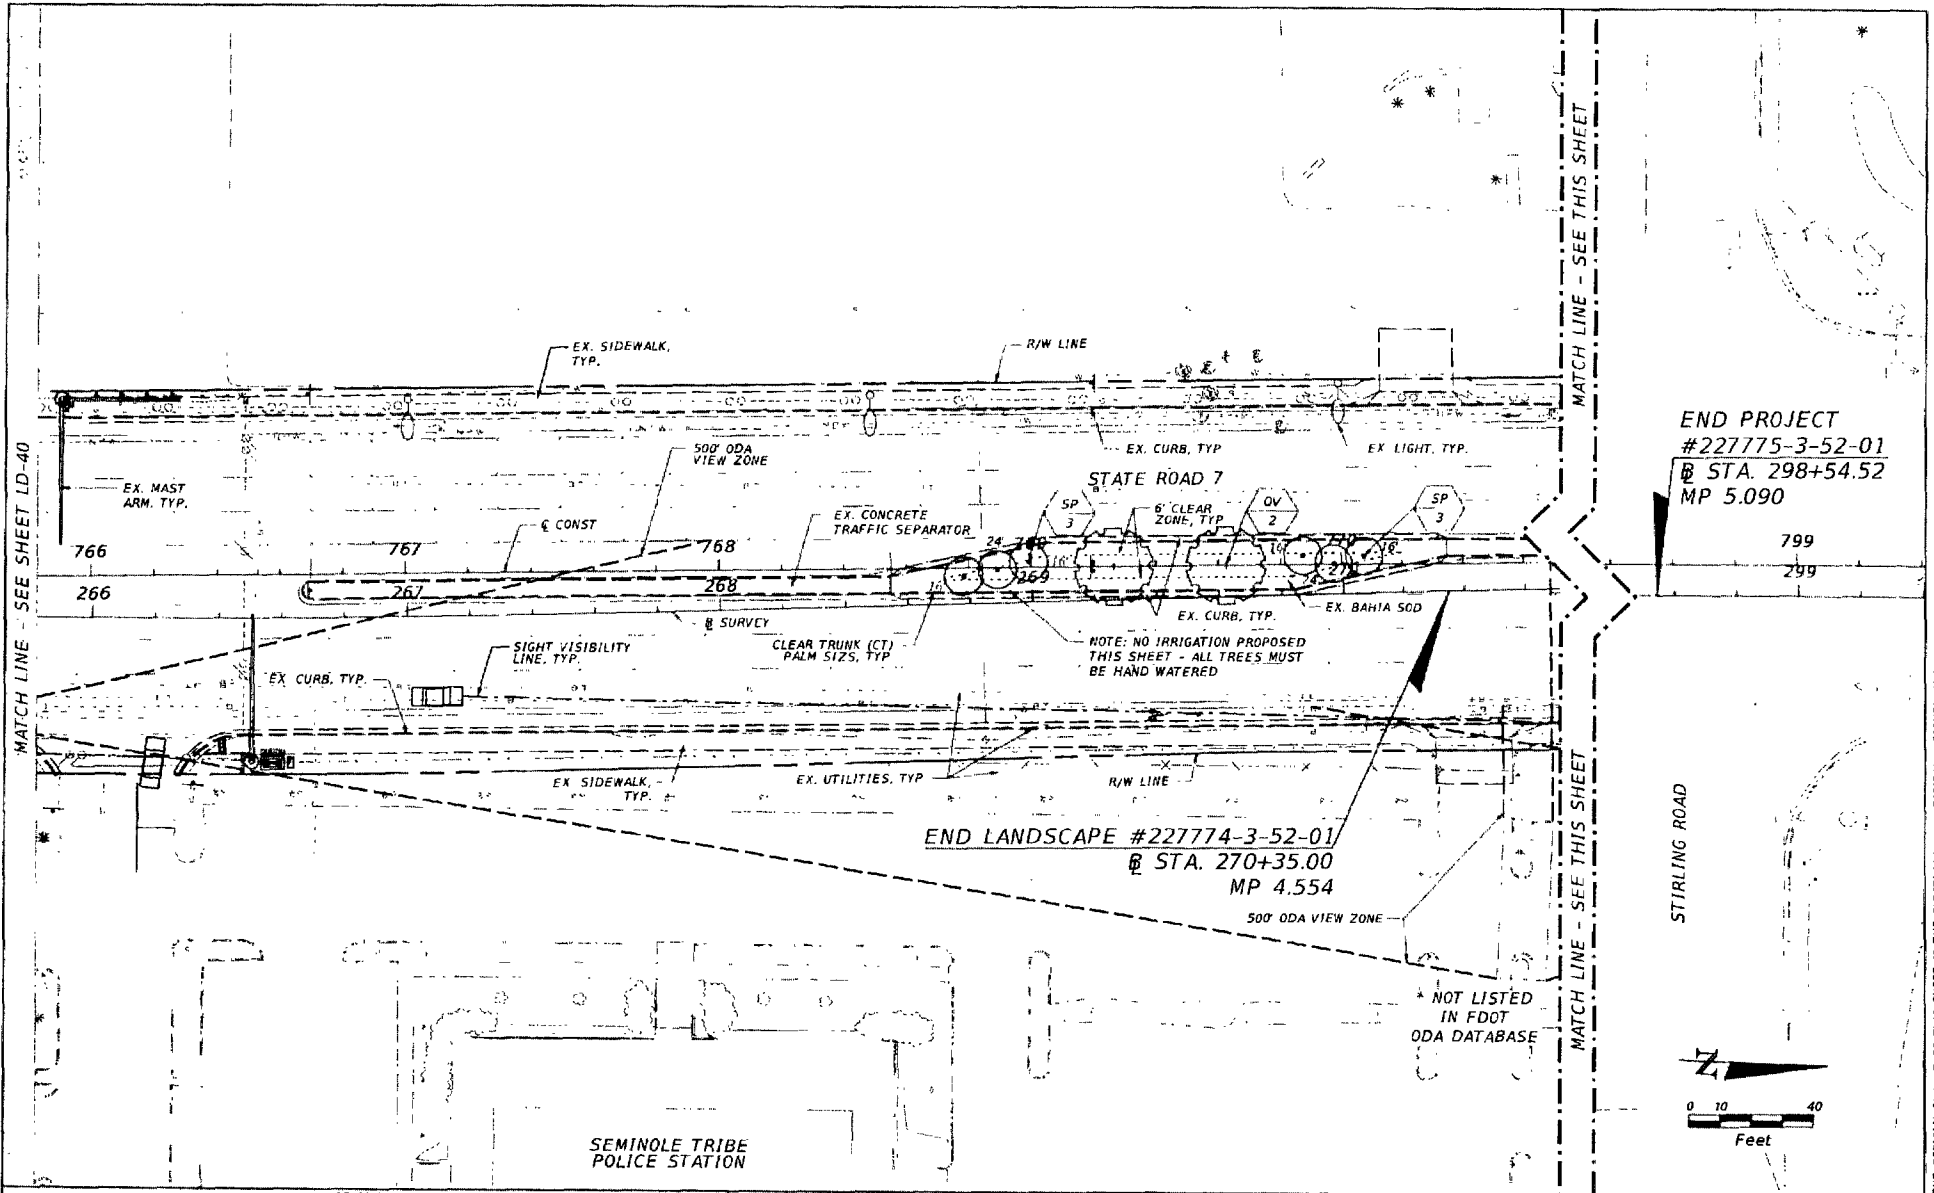 MATCH LINE - SEE SHEET LD-40
EX. SIDEWALK,
TYP.
R/W LINE
MATCH LINE - SEE THIS SHEET
500' ODA
VIEW ZONE
EX. CURB, TYP
EX LIGHT, TYP.
STATE ROAD 7
EX. MAST
ARM, TYP.
℄ CONST
EX. CONCRETE
TRAFFIC SEPARATOR
SP
3
6' CLEAR
ZONE, TYP
QV
2
SP
3
END PROJECT
#227775-3-52-01
B STA. 298+54.52
MP 5.090
766
767
768
24
799
266
267
268
269
299
16
16'
B SURVEY
CLEAR TRUNK (CT)
PALM SIZS, TYP
EX. CURB, TYP.
EX. BAHIA SOD
NOTE: NO IRRIGATION PROPOSED
THIS SHEET - ALL TREES MUST
BE HAND WATERED
SIGHT VISIBILITY
LINE, TYP.
EX CURB, TYP.
EX SIDEWALK,
TYP.
EX. UTILITIES, TYP
R/W LINE
END LANDSCAPE #227774-3-52-01
B STA. 270+35.00
MP 4.554
500' ODA VIEW ZONE
MATCH LINE - SEE THIS SHEET
STIRLING ROAD
* NOT LISTED
IN FDOT
ODA DATABASE
SEMINOLE TRIBE
POLICE STATION
Z
0 10 40
Feet